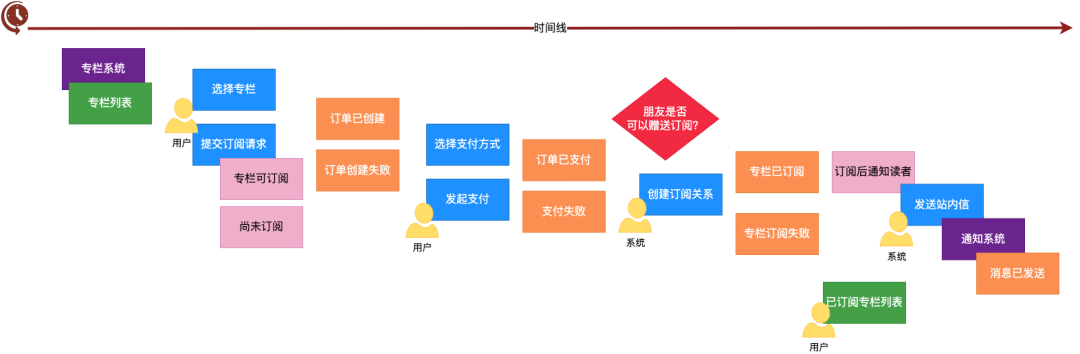 时间线
专栏系统
专栏列表
选择专栏
用户
提交订阅请求
专栏可订阅
尚未订阅
订单已创建
订单创建失败
选择支付方式
发起支付
用户
订单已支付
支付失败
朋友是否
可以赠送订阅？
创建订阅关系
系统
专栏已订阅
专栏订阅失败
订阅后通知读者
发送站内信
系统
通知系统
消息已发送
已订阅专栏列表
用户